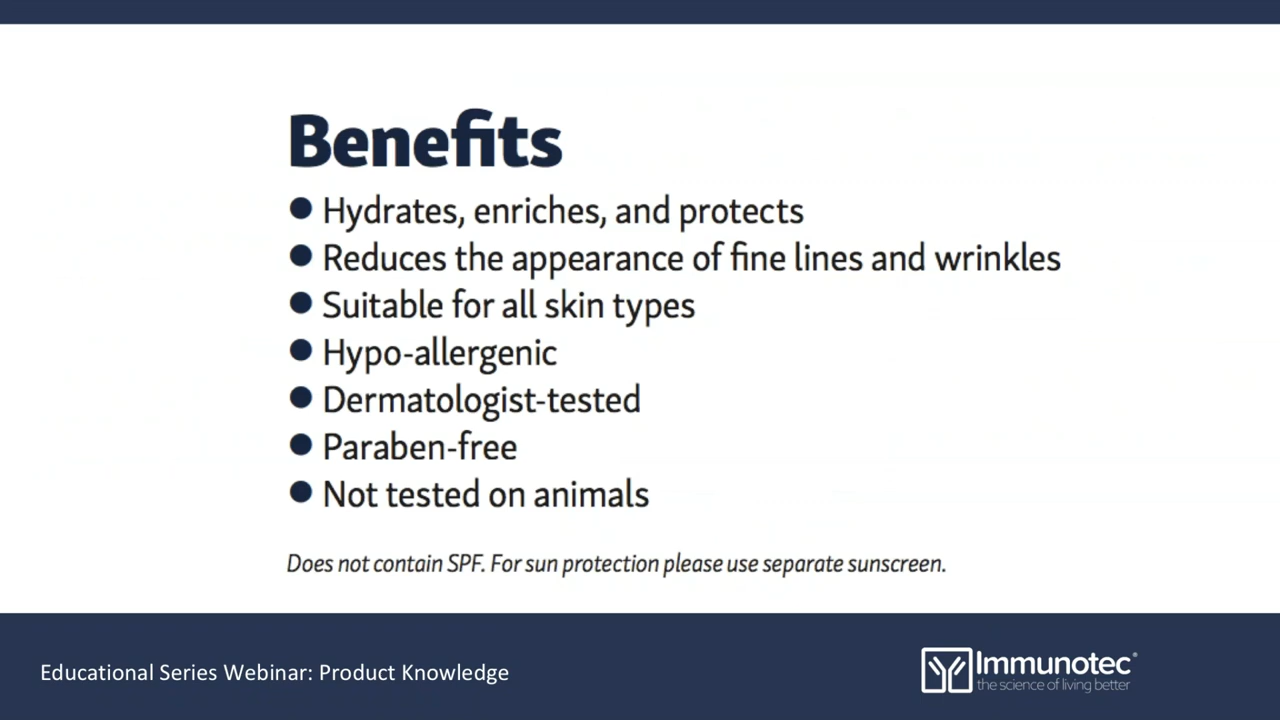 Benefits
● Hydrates, enriches, and protects
● Reduces the appearance of fine lines and wrinkles
● Suitable for all skin types
● Hypo-allergenic
● Dermatologist-tested
● Paraben-free
● Not tested on animals
Does not contain SPF. For sun protection please use separate sunscreen.
Educational Series Webinar: Product Knowledge
Immunotec®
the science of living better